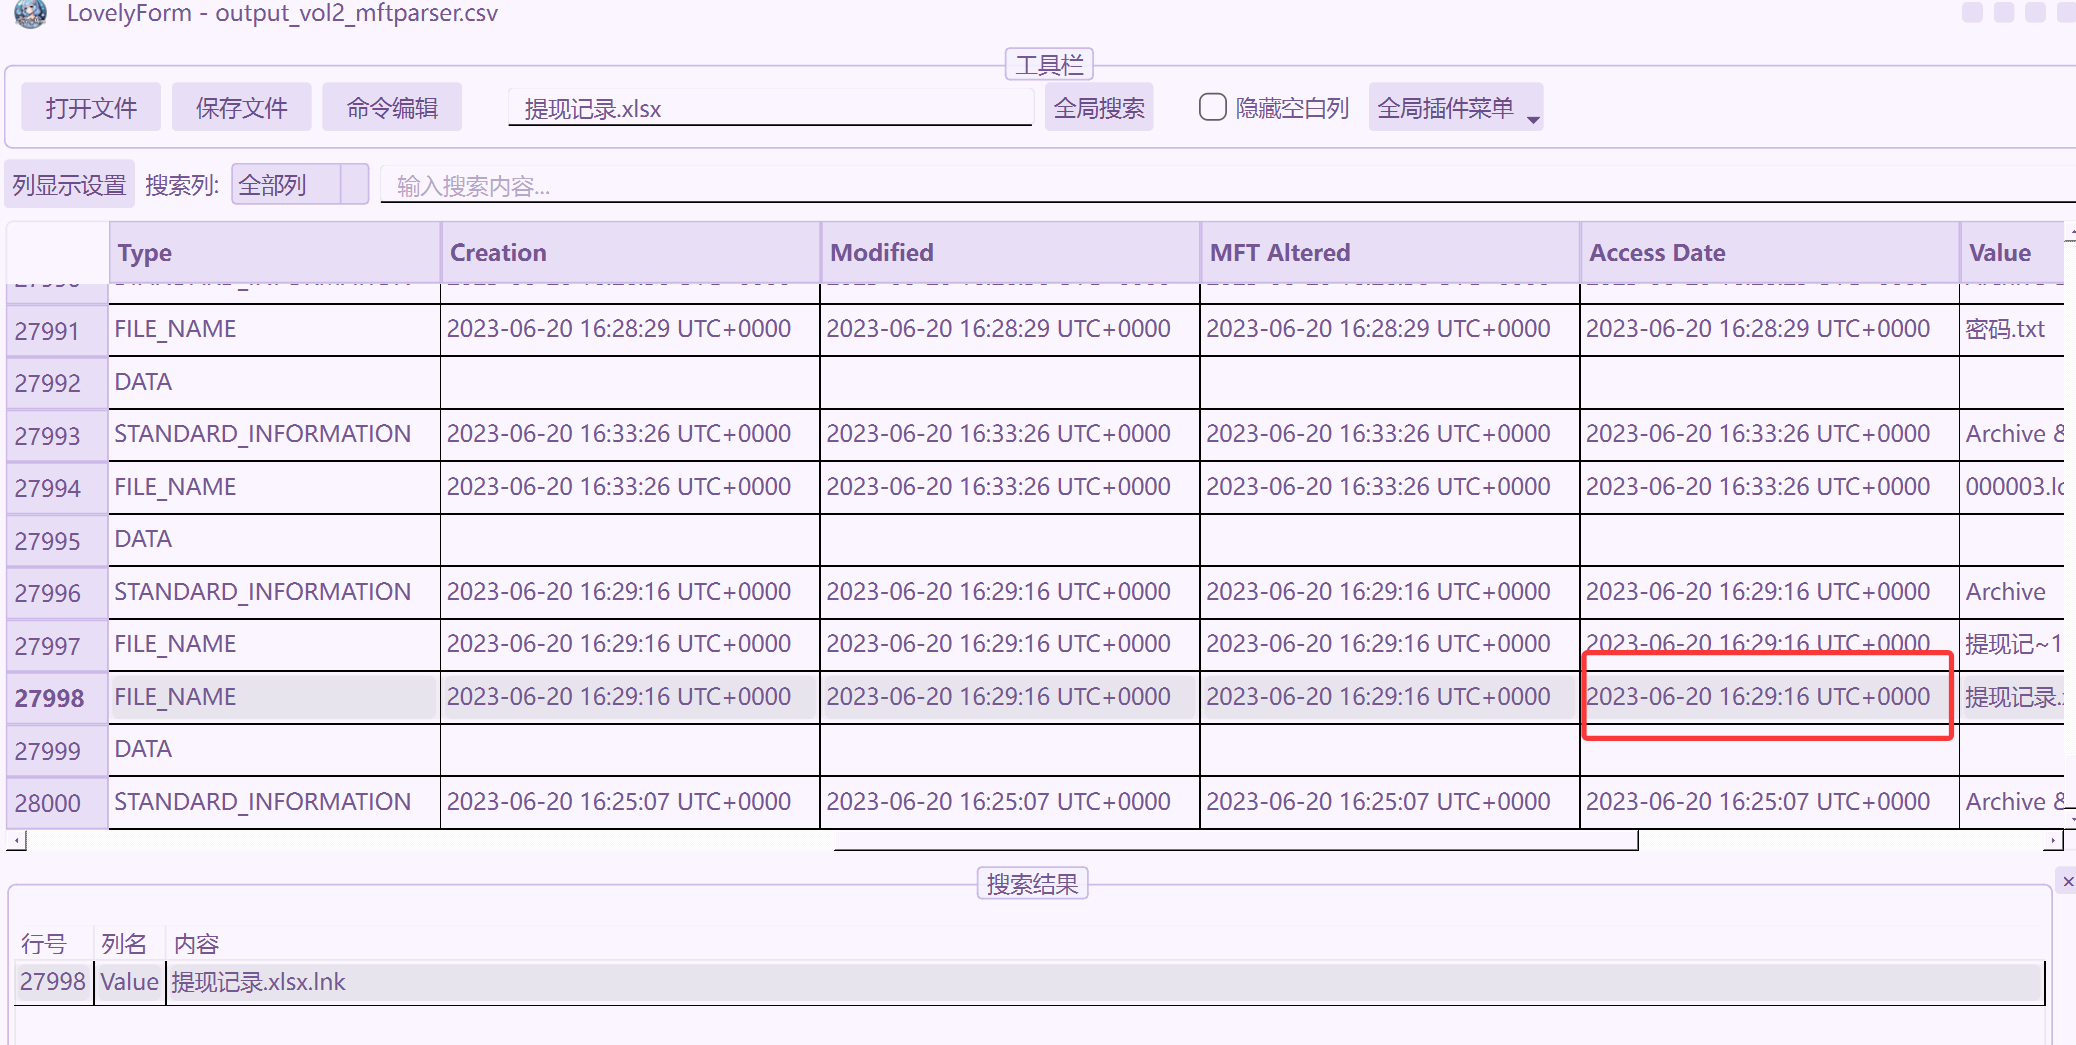 LovelyForm - output_vol2_mftparser.csv
工具栏
打开文件 保存文件 命令编辑 提现记录.xlsx 全局搜索 隐藏空白列 全局插件菜单
列显示设置 搜索列: 全部列 输入搜索内容...
Type Creation Modified MFT Altered Access Date Value
27991 FILE_NAME 2023-06-20 16:28:29 UTC+0000 2023-06-20 16:28:29 UTC+0000 2023-06-20 16:28:29 UTC+0000 2023-06-20 16:28:29 UTC+0000 密码.txt
27992 DATA
27993 STANDARD_INFORMATION 2023-06-20 16:33:26 UTC+0000 2023-06-20 16:33:26 UTC+0000 2023-06-20 16:33:26 UTC+0000 2023-06-20 16:33:26 UTC+0000 Archive &
27994 FILE_NAME 2023-06-20 16:33:26 UTC+0000 2023-06-20 16:33:26 UTC+0000 2023-06-20 16:33:26 UTC+0000 2023-06-20 16:33:26 UTC+0000 000003.lo
27995 DATA
27996 STANDARD_INFORMATION 2023-06-20 16:29:16 UTC+0000 2023-06-20 16:29:16 UTC+0000 2023-06-20 16:29:16 UTC+0000 2023-06-20 16:29:16 UTC+0000 Archive
27997 FILE_NAME 2023-06-20 16:29:16 UTC+0000 2023-06-20 16:29:16 UTC+0000 2023-06-20 16:29:16 UTC+0000 2023-06-20 16:29:16 UTC+0000 提现记~1
27998 FILE_NAME 2023-06-20 16:29:16 UTC+0000 2023-06-20 16:29:16 UTC+0000 2023-06-20 16:29:16 UTC+0000 2023-06-20 16:29:16 UTC+0000 提现记录.
27999 DATA
28000 STANDARD_INFORMATION 2023-06-20 16:25:07 UTC+0000 2023-06-20 16:25:07 UTC+0000 2023-06-20 16:25:07 UTC+0000 2023-06-20 16:25:07 UTC+0000 Archive &
搜索结果
行号 列名 内容
27998 Value 提现记录.xlsx.lnk